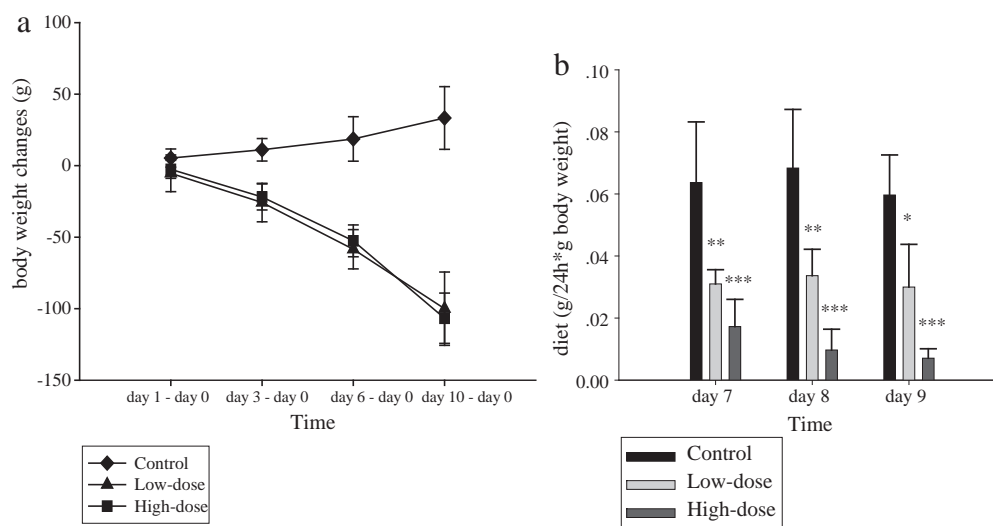 a
100
50
0
-50
-100
-150
body weight changes (g)
day 1 - day 0
day 3 - day 0
day 6 - day 0
day 10 - day 0
Time
Control
Low-dose
High-dose
b
.10
.08
0.06
0.04
.02
0.00
diet (g/24h*g body weight)
**
***
**
***
*
***
day 7
day 8
day 9
Time
Control
Low-dose
High-dose